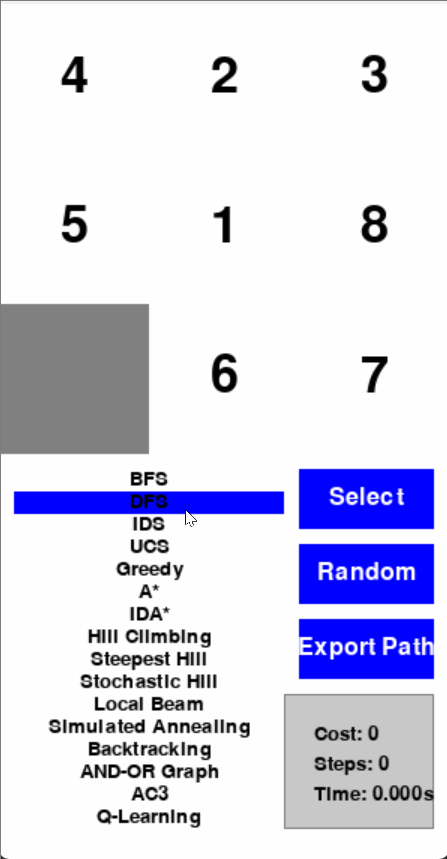 4 2 3
5 1 8
6 7
BFS
DFS
IDS
UCS
Greedy
A*
IDA*
Hill Climbing
Steepest Hill
Stochastic Hill
Local Beam
Simulated Annealing
Backtracking
AND-OR Graph
AC3
Q-Learning
Select
Random
Export Path
Cost: 0
Steps: 0
Time: 0.000s